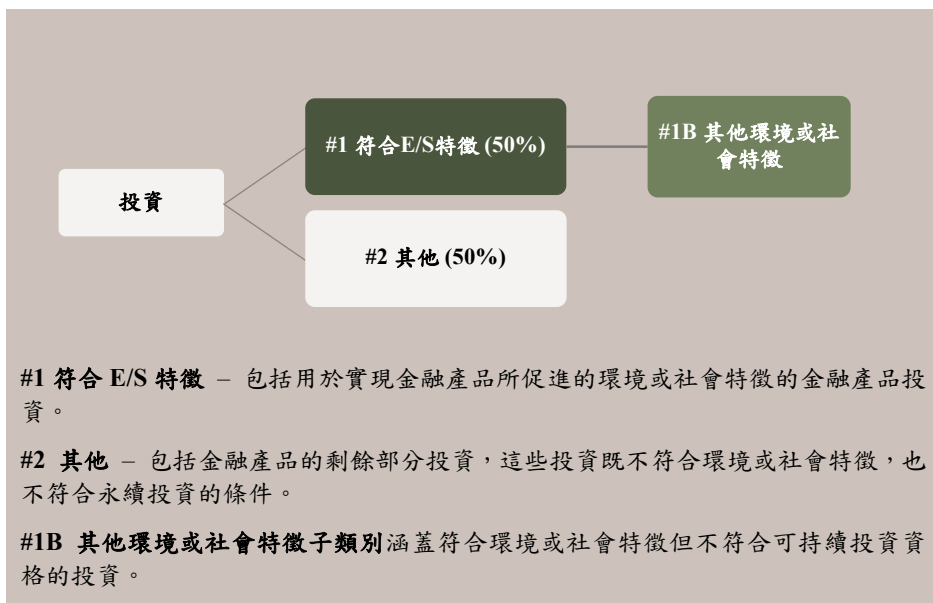 #1 符合E/S特徵 (50%)
#1B 其他環境或社
會特徵
投資
#2 其他 (50%)
#1 符合 E/S 特徵 – 包括用於實現金融產品所促進的環境或社會特徵的金融產品投
資。
#2 其他 – 包括金融產品的剩餘部分投資，這些投資既不符合環境或社會特徵，也
不符合永續投資的條件。
#1B 其他環境或社會特徵子類別涵蓋符合環境或社會特徵但不符合可持續投資資
格的投資。